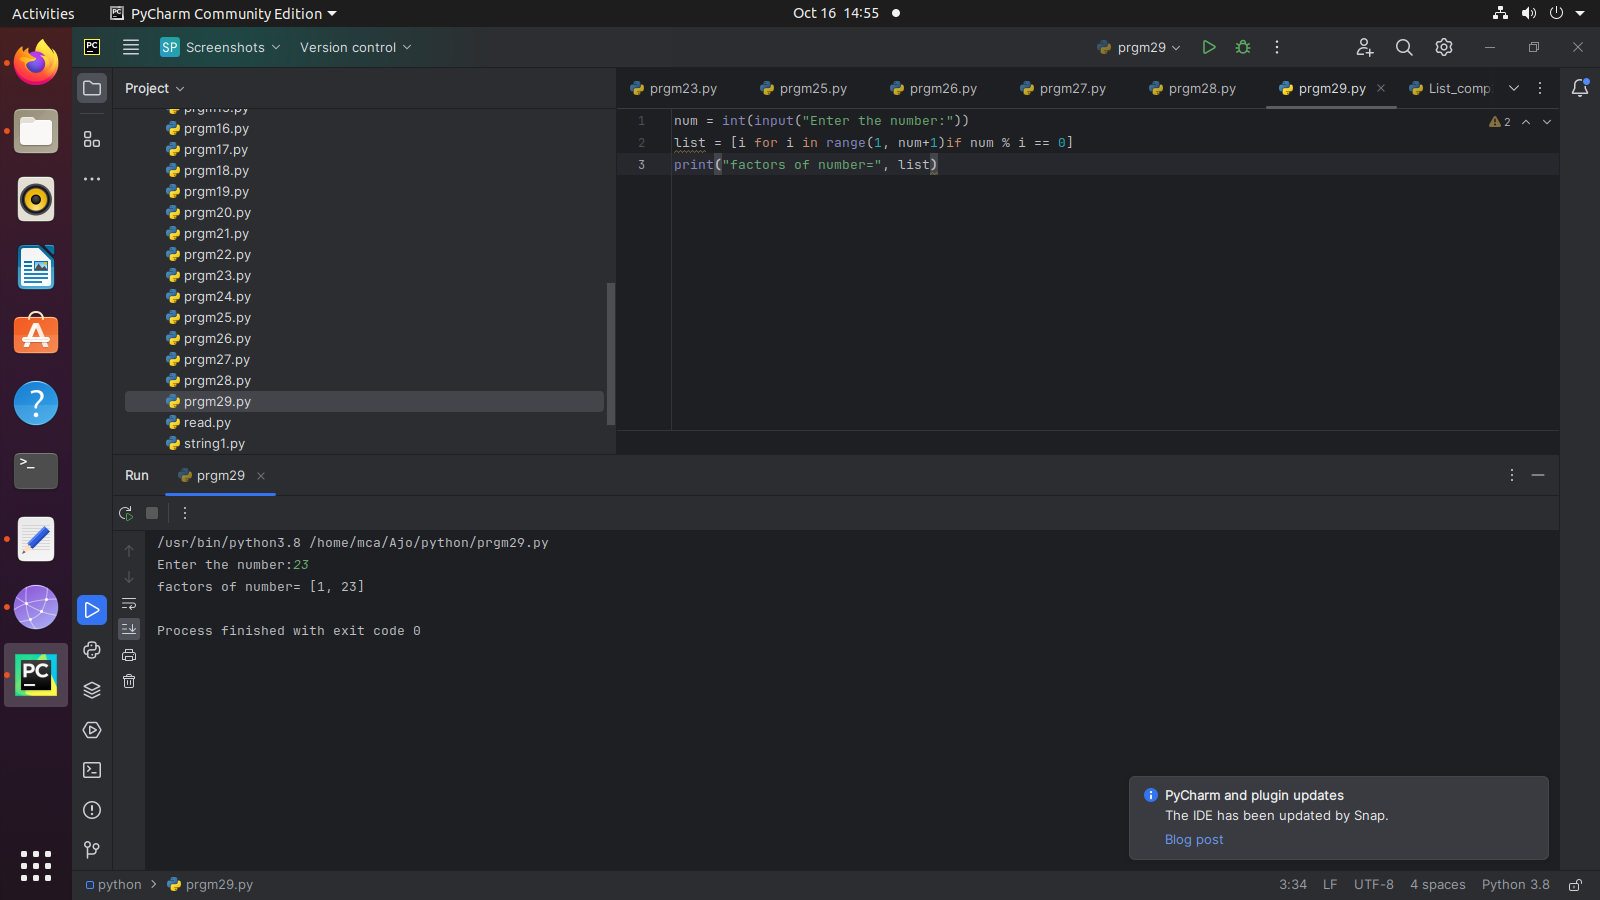 Activities PyCharm Community Edition Oct 16 14:55
PC SP Screenshots Version control prgm29
Project
prgm16.py
prgm17.py
prgm18.py
prgm19.py
prgm20.py
prgm21.py
prgm22.py
prgm23.py
prgm24.py
prgm25.py
prgm26.py
prgm27.py
prgm28.py
prgm29.py
read.py
string1.py
prgm23.py prgm25.py prgm26.py prgm27.py prgm28.py prgm29.py List_comp
1 num = int(input("Enter the number:"))
2 list = [i for i in range(1, num+1)if num % i == 0]
3 print("factors of number=", list)
2
Run prgm29
/usr/bin/python3.8 /home/mca/Ajo/python/prgm29.py
Enter the number:23
factors of number= [1, 23]
Process finished with exit code 0
PC
PyCharm and plugin updates
The IDE has been updated by Snap.
Blog post
python prgm29.py 3:34 LF UTF-8 4 spaces Python 3.8